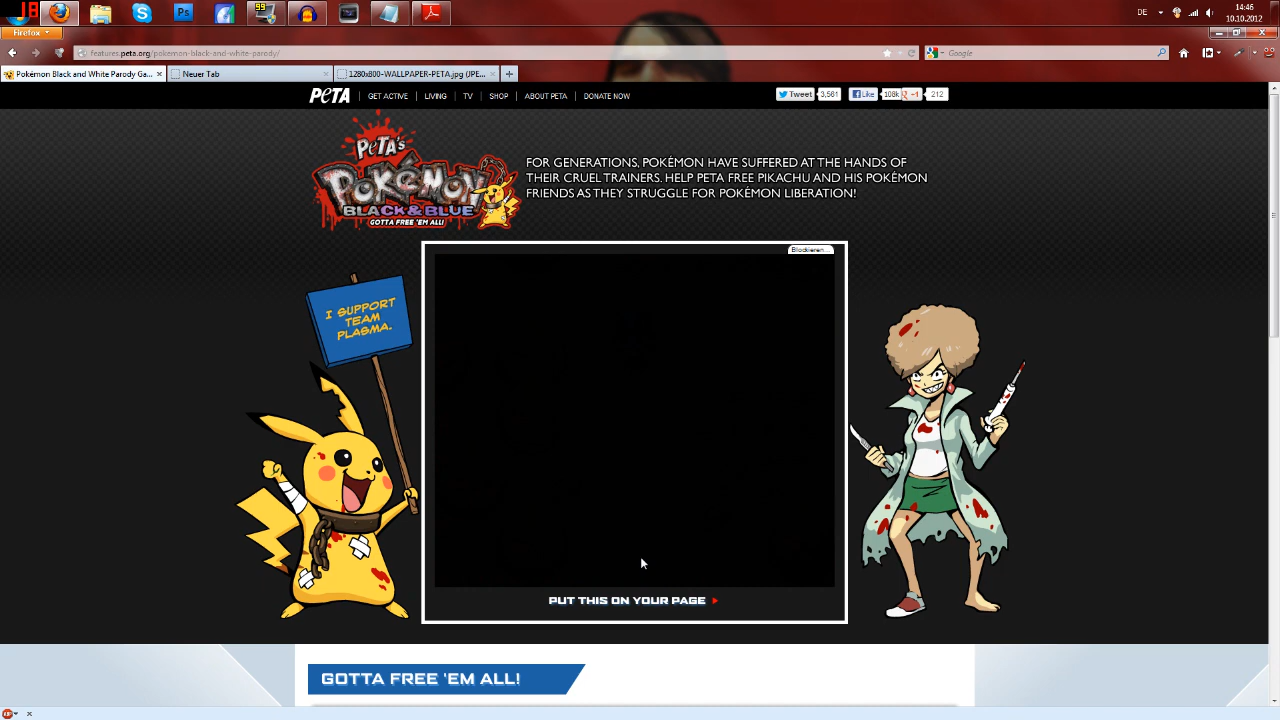 18
99
DE
14:46
10.10.2012
Firefox
features.peta.org/pokemon-black-and-white-parody/
Google
Pokémon Black and White Parody Ga...
Neuer Tab
1280x800-WALLPAPER-PETA.jpg (JPE...
PETA
GET ACTIVE
LIVING
TV
SHOP
ABOUT PETA
DONATE NOW
Tweet
3,561
Like
108k
+1
212
PETA's
POKéMON
BLACK & BLUE
GOTTA FREE 'EM ALL!
FOR GENERATIONS, POKÉMON HAVE SUFFERED AT THE HANDS OF
THEIR CRUEL TRAINERS. HELP PETA FREE PIKACHU AND HIS POKÉMON
FRIENDS AS THEY STRUGGLE FOR POKÉMON LIBERATION!
Blockieren...
I SUPPORT
TEAM
PLASMA.
PUT THIS ON YOUR PAGE
GOTTA FREE 'EM ALL!